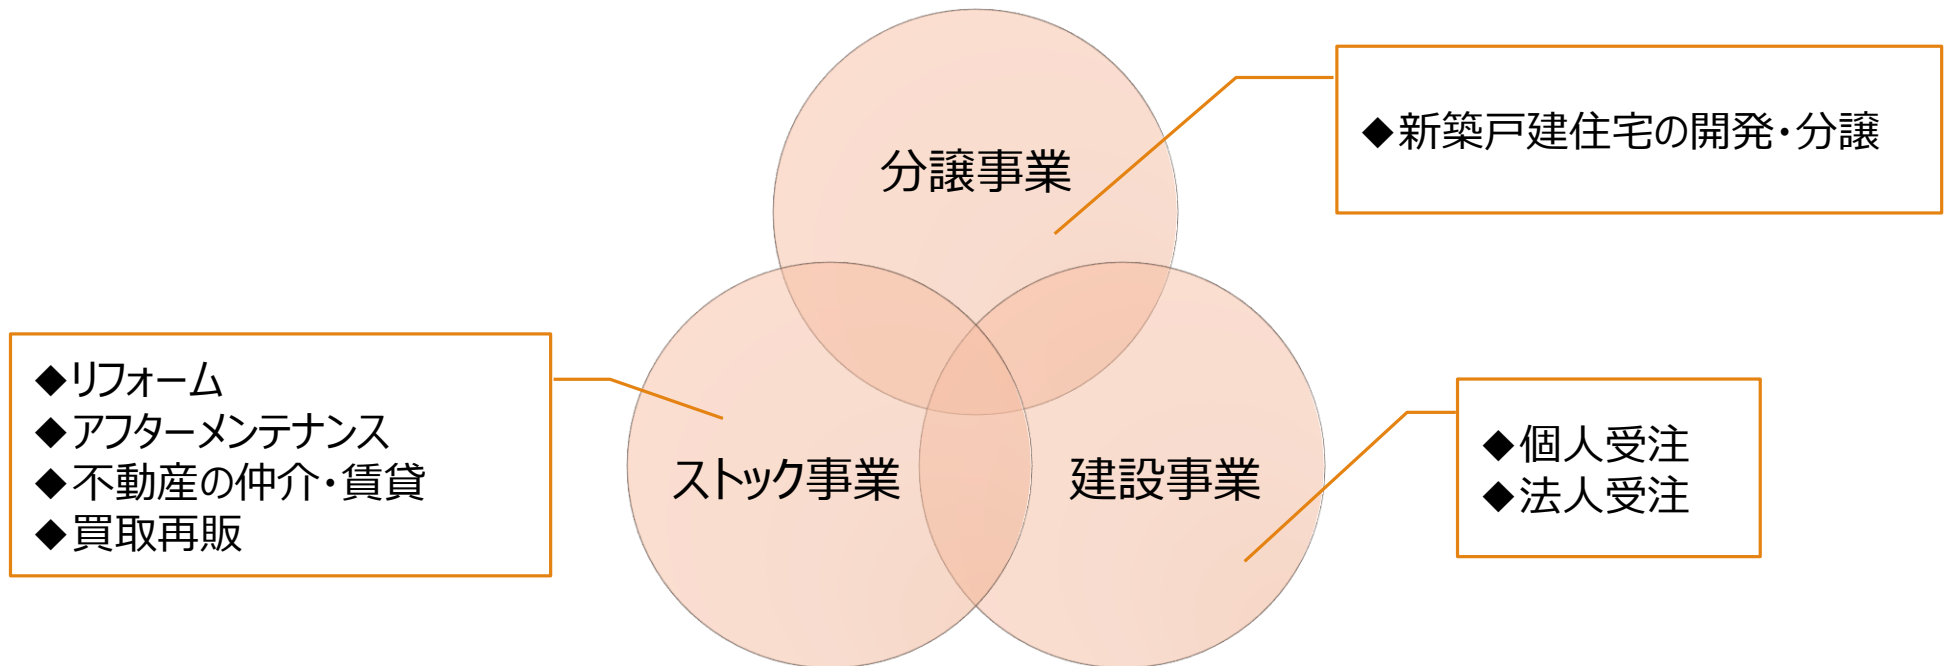 分譲事業
◆新築戸建住宅の開発・分譲
◆リフォーム
◆アフターメンテナンス
◆不動産の仲介・賃貸
◆買取再販
ストック事業
建設事業
◆個人受注
◆法人受注